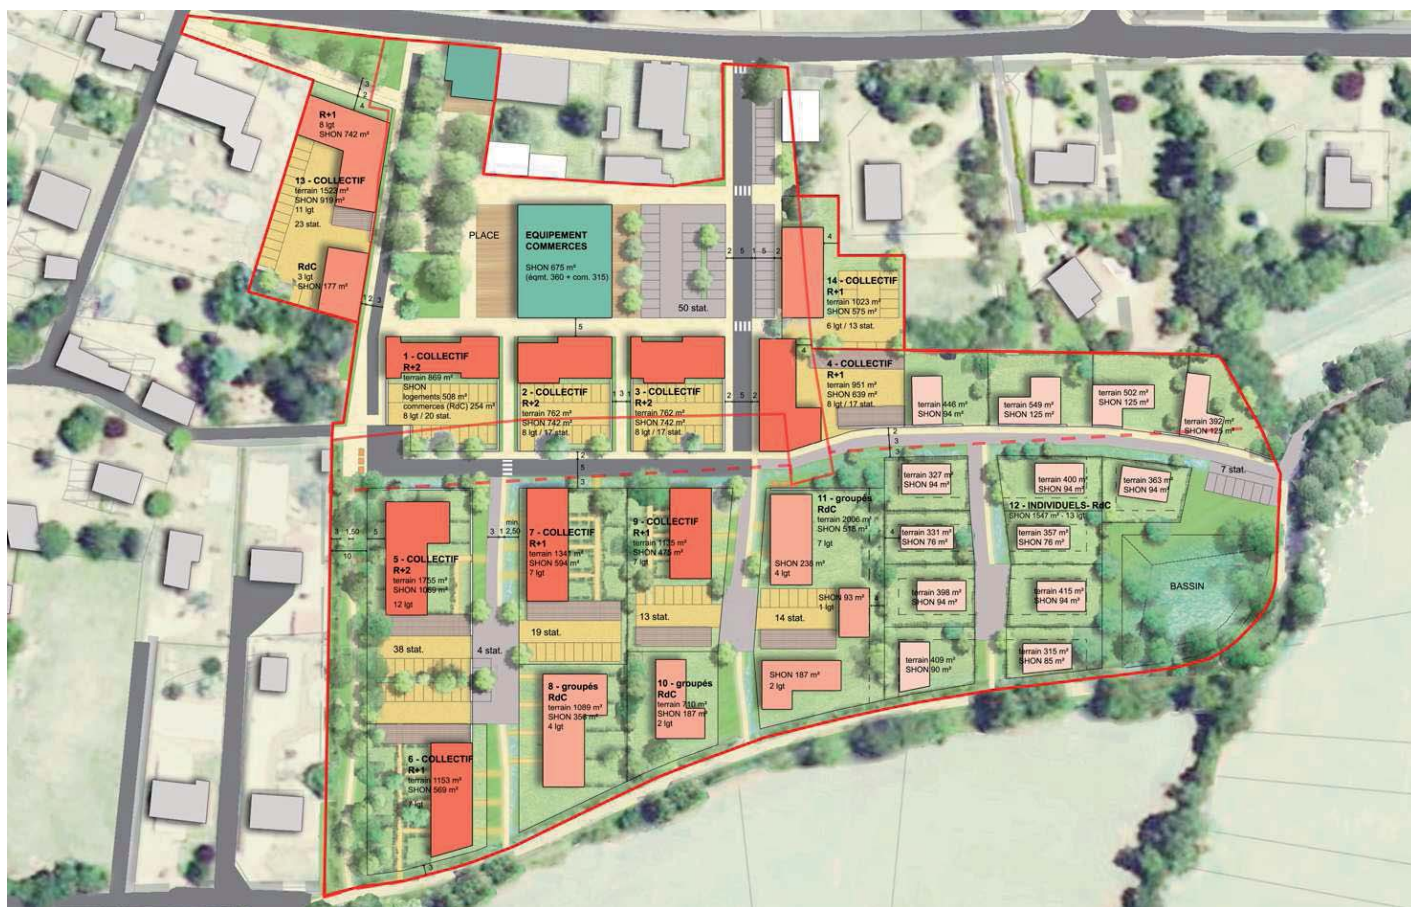 R+1
8 lgt
SHON 742 m²
13 - COLLECTIF
terrain 1523 m²
SHON 919 m²
11 lgt
23 stat.
RdC
3 lgt
SHON 177 m²
PLACE
EQUIPEMENT
COMMERCES
SHON 675 m²
(éqmt. 360 + com. 315)
50 stat.
14 - COLLECTIF
R+1
terrain 1023 m²
SHON 575 m²
6 lgt / 13 stat.
1 - COLLECTIF
R+2
terrain 869 m²
SHON
logements 508 m²
commerces (RdC) 254 m²
8 lgt / 20 stat.
2 - COLLECTIF
R+2
terrain 762 m²
SHON 742 m²
8 lgt / 17 stat.
3 - COLLECTIF
R+2
terrain 762 m²
SHON 742 m²
8 lgt / 17 stat.
4 - COLLECTIF
R+1
terrain 951 m²
SHON 639 m²
8 lgt / 17 stat.
terrain 446 m²
SHON 94 m²
terrain 549 m²
SHON 125 m²
terrain 502 m²
SHON 125 m²
terrain 392 m²
SHON 125 m²
7 stat.
5 - COLLECTIF
R+2
terrain 1755 m²
SHON 1069 m²
12 lgt
38 stat.
4 stat.
6 - COLLECTIF
R+1
terrain 1153 m²
SHON 569 m²
7 lgt
min
1 2,50
7 - COLLECTIF
R+1
terrain 1341 m²
SHON 594 m²
7 lgt
19 stat.
8 - groupés
RdC
terrain 1089 m²
SHON 356 m²
4 lgt
9 - COLLECTIF
R+1
terrain 1135 m²
SHON 475 m²
7 lgt
13 stat.
10 - groupés
RdC
terrain 710 m²
SHON 187 m²
2 lgt
11 - groupés
RdC
terrain 2006 m²
SHON 518 m²
7 lgt
SHON 238 m²
4 lgt
SHON 93 m²
1 lgt
14 stat.
SHON 187 m²
2 lgt
terrain 327 m²
SHON 94 m²
terrain 331 m²
SHON 76 m²
terrain 398 m²
SHON 94 m²
terrain 409 m²
SHON 90 m²
terrain 400 m²
SHON 94 m²
terrain 363 m²
SHON 94 m²
12 - INDIVIDUELS- RdC
SHON 1547 m² - 13 lgt
terrain 357 m²
SHON 76 m²
terrain 415 m²
SHON 94 m²
terrain 315 m²
SHON 85 m²
BASSIN